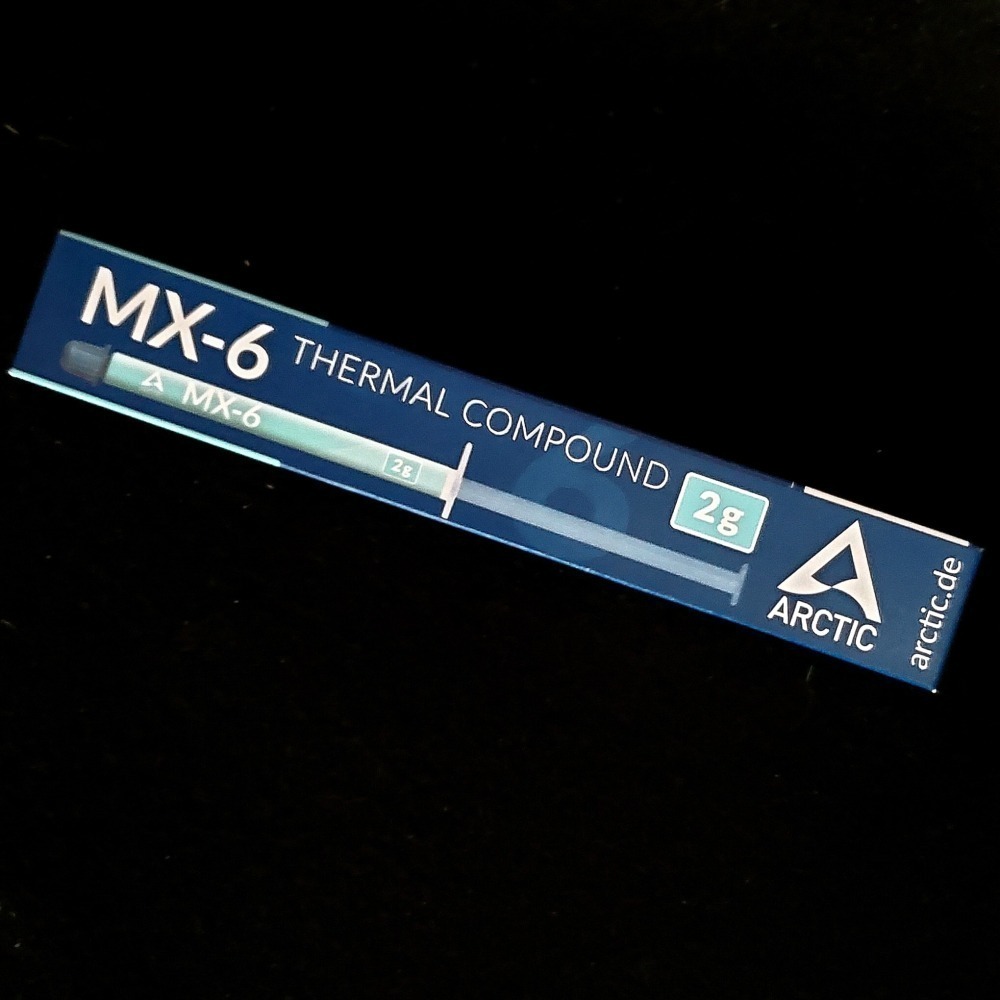 MX-6 THERMAL COMPOUND 2g
MX-6 2g
ARCTIC
arctic.de